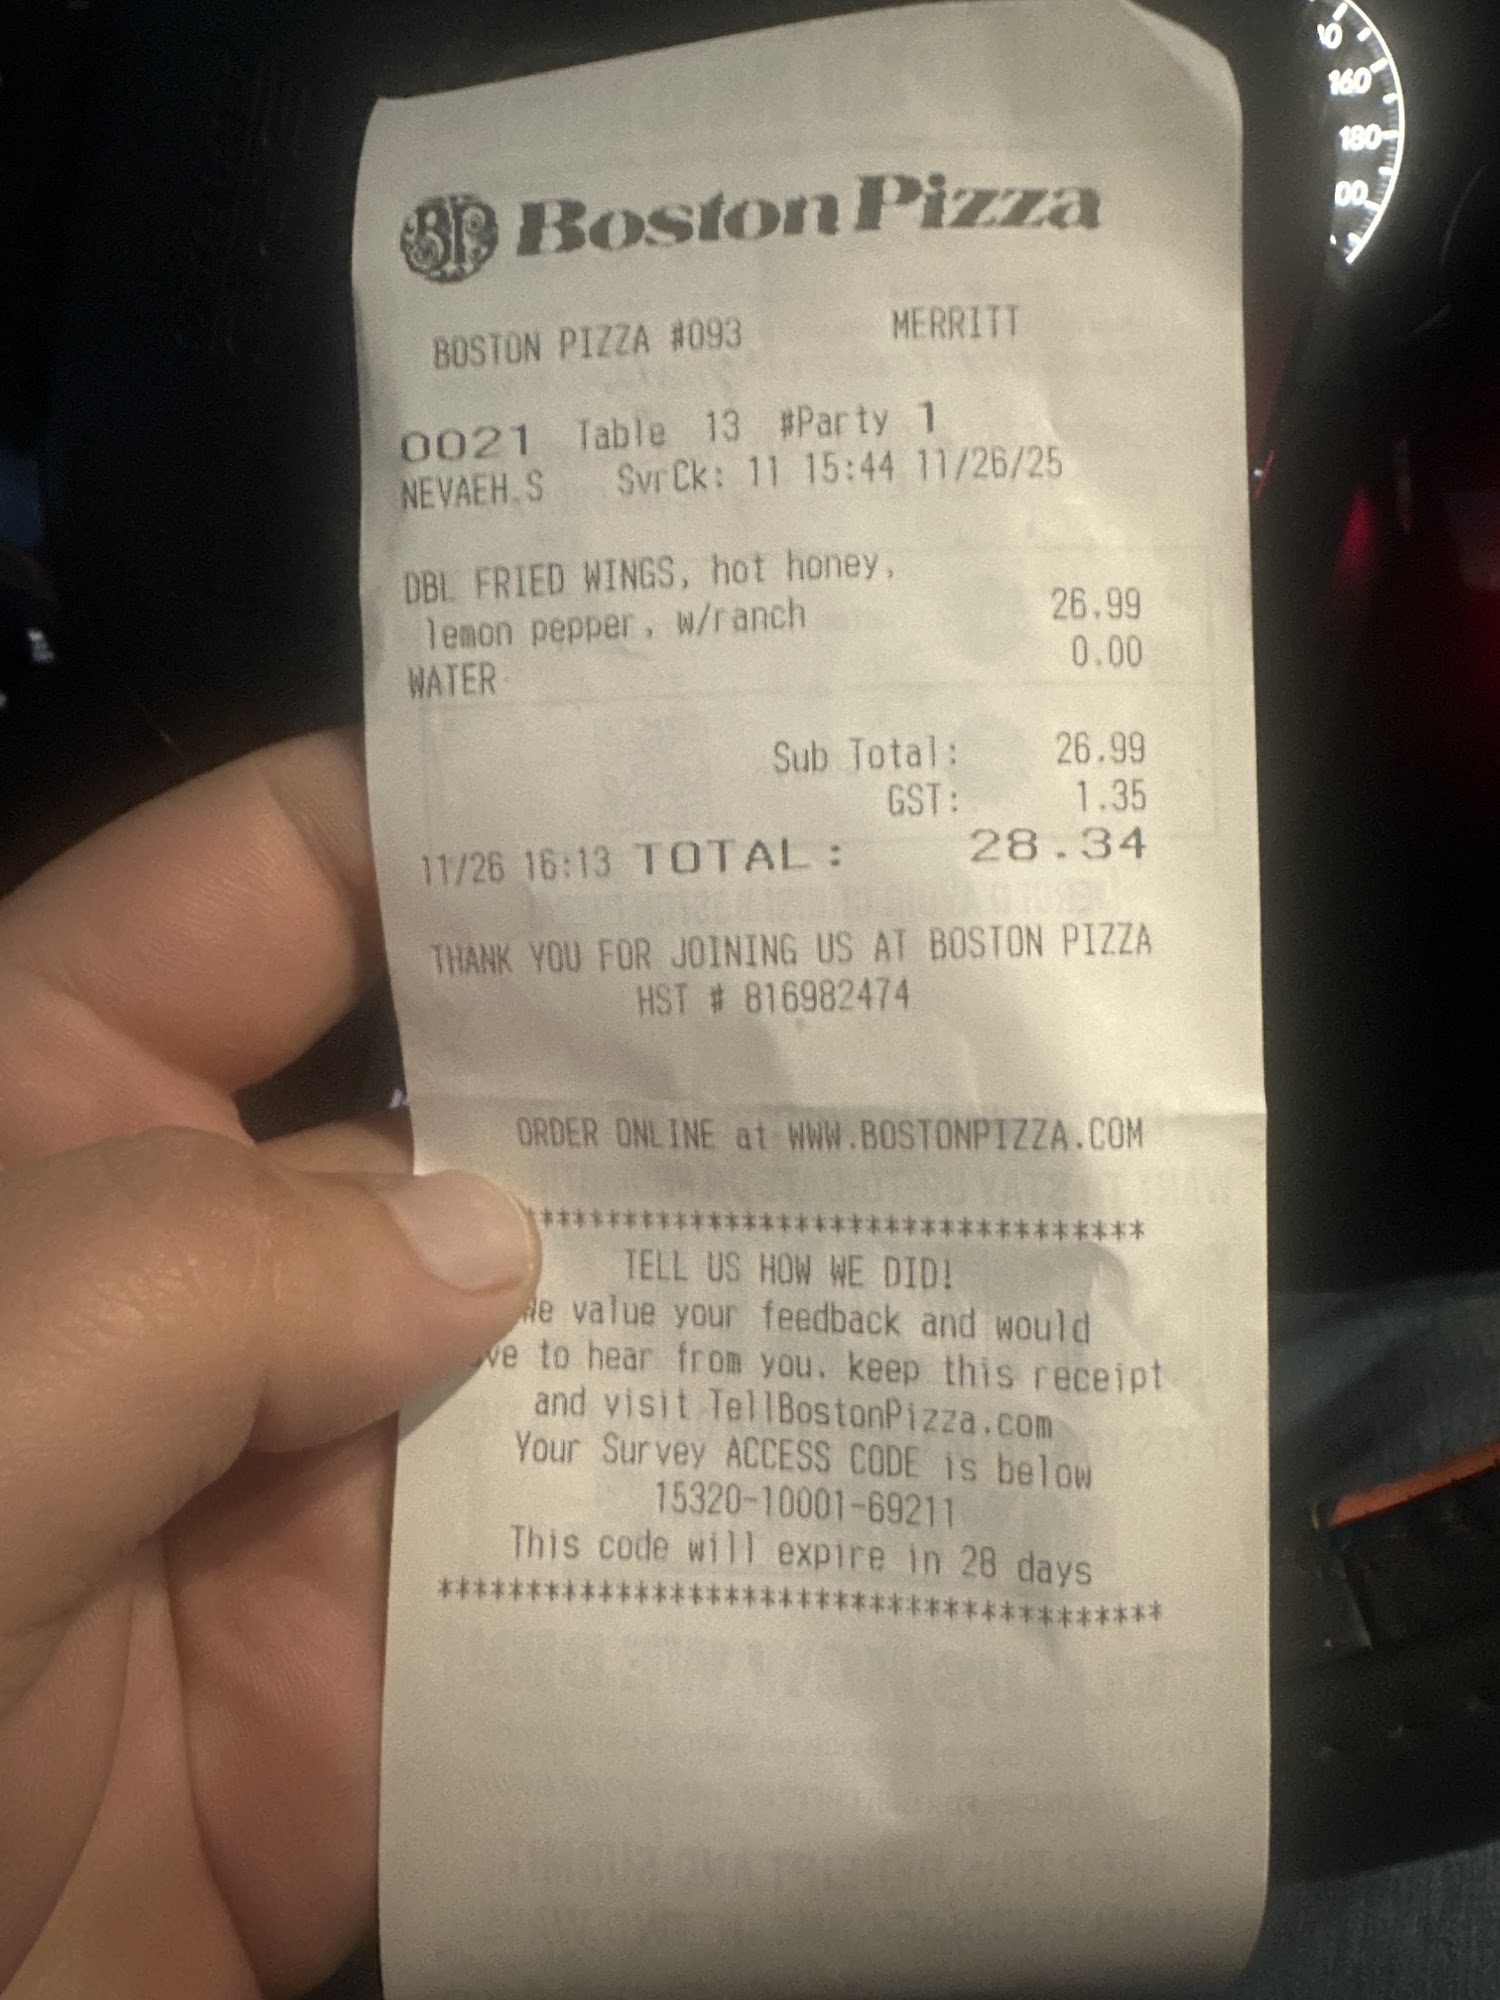 BP Boston Pizza
BOSTON PIZZA #093 MERRITT
0021 Table 13 #Party 1
NEVAEH.S SvrCk: 11 15:44 11/26/25
DBL FRIED WINGS, hot honey,
lemon pepper, w/ranch 26.99
WATER 0.00
Sub Total: 26.99
GST: 1.35
11/26 16:13 TOTAL: 28.34
THANK YOU FOR JOINING US AT BOSTON PIZZA
HST # 816982474
ORDER ONLINE at WWW.BOSTONPIZZA.COM
***********************************
TELL US HOW WE DID!
We value your feedback and would
ve to hear from you. keep this receipt
and visit TellBostonPizza.com
Your Survey ACCESS CODE is below
15320-10001-69211
This code will expire in 28 days
****************************************
160
180